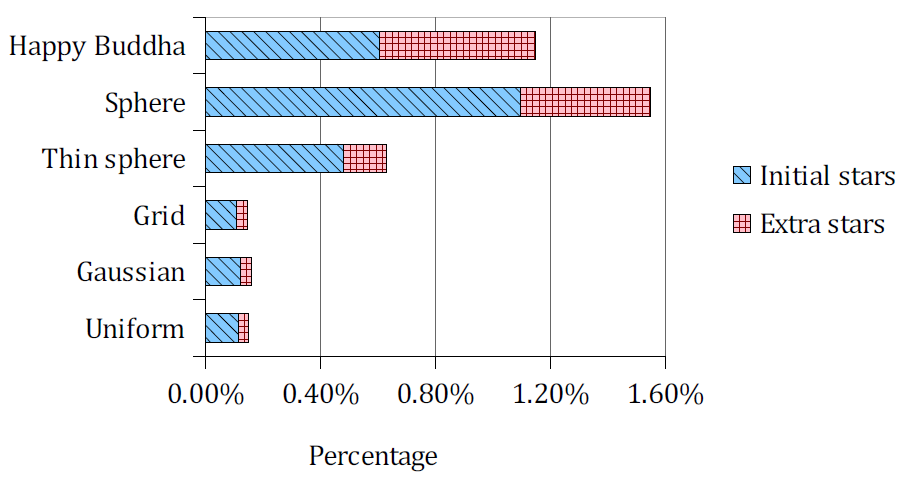 Happy Buddha
Sphere
Thin sphere
Grid
Gaussian
Uniform
0.00% 0.40% 0.80% 1.20% 1.60%
Percentage
Initial stars
Extra stars